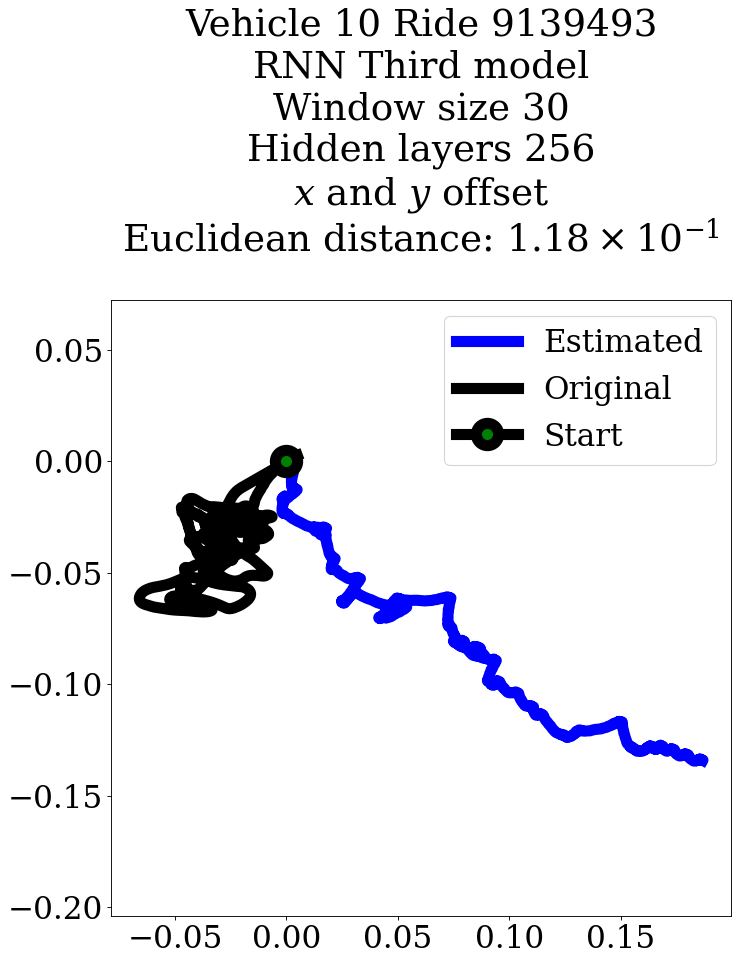 Vehicle 10 Ride 9139493
RNN Third model
Window size 30
Hidden layers 256
x and y offset
Euclidean distance: 1.18 × 10⁻¹
Estimated
Original
Start
0.05
0.00
−0.05
−0.10
−0.15
−0.20
−0.05 0.00 0.05 0.10 0.15